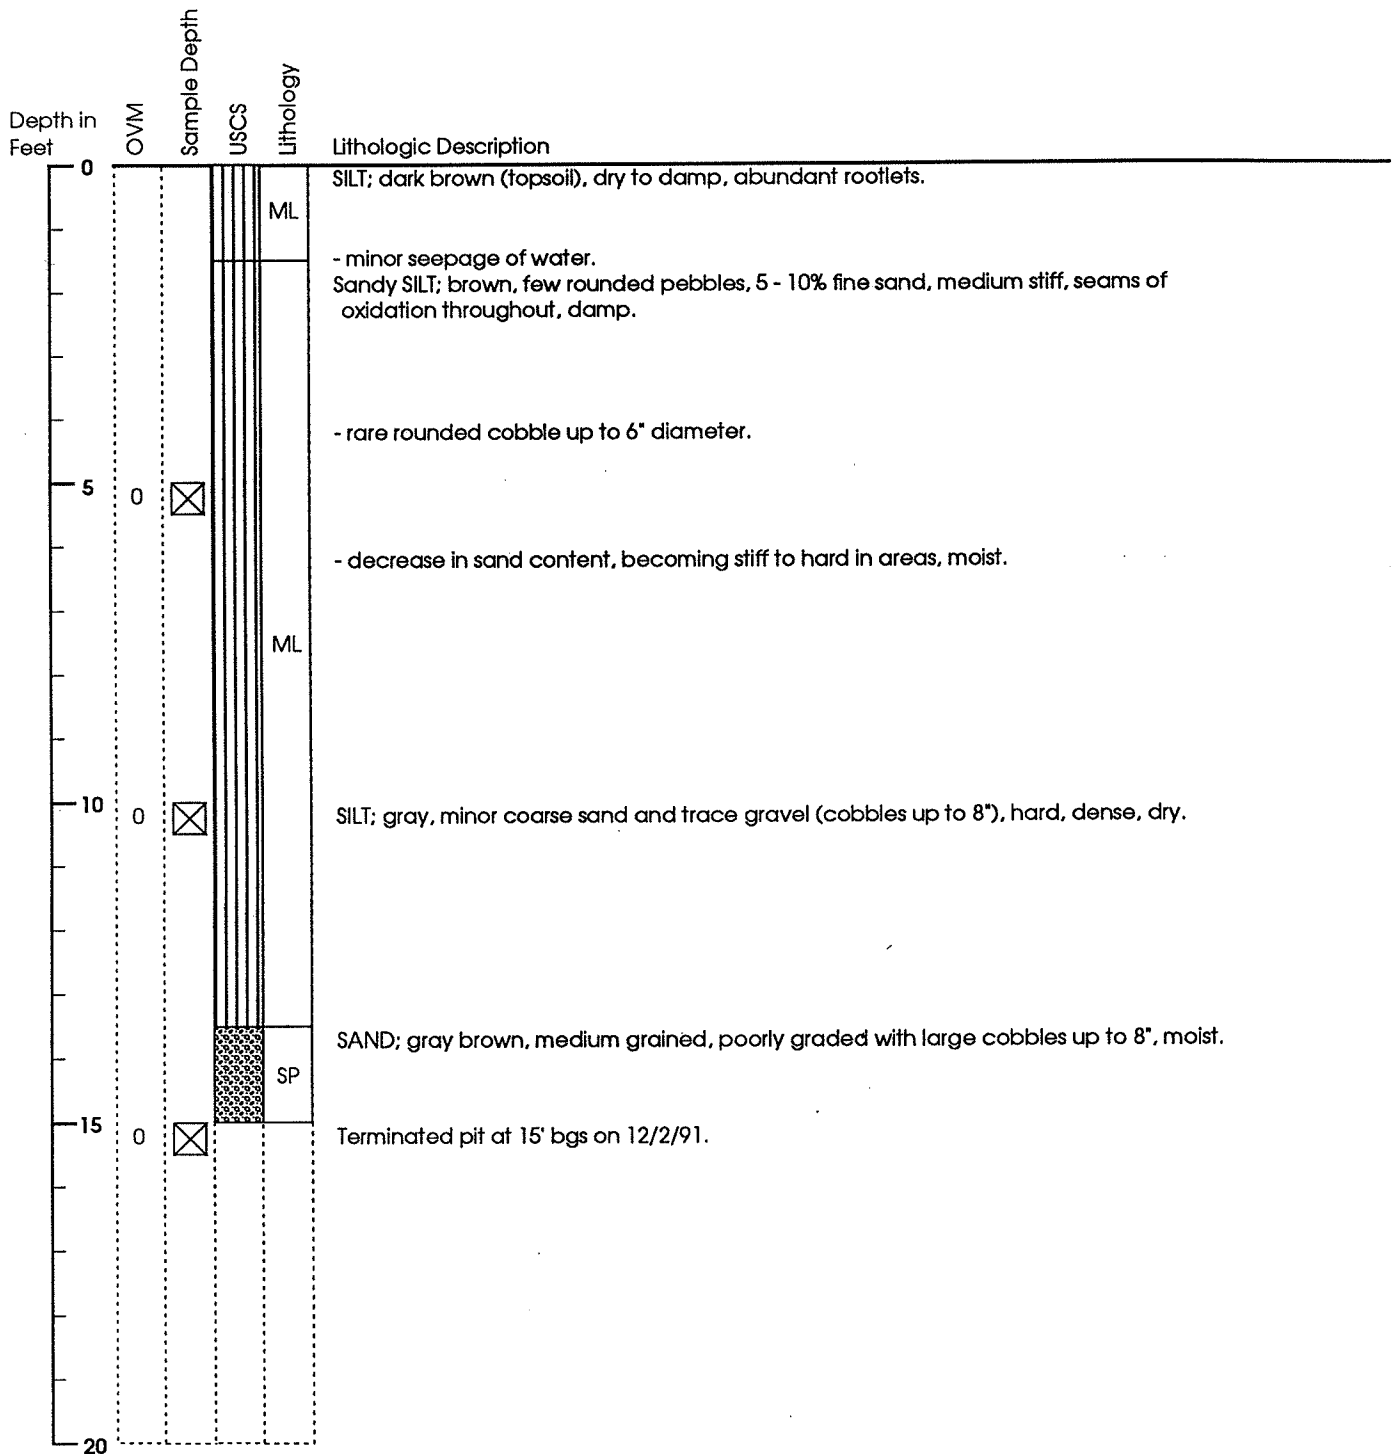 Depth in
Feet
OVM
Sample Depth
USCS
Lithology
Lithologic Description
0
SILT; dark brown (topsoil), dry to damp, abundant rootlets.
ML
- minor seepage of water.
Sandy SILT; brown, few rounded pebbles, 5 - 10% fine sand, medium stiff, seams of
oxidation throughout, damp.
- rare rounded cobble up to 6" diameter.
5
0
- decrease in sand content, becoming stiff to hard in areas, moist.
ML
10
0
SILT; gray, minor coarse sand and trace gravel (cobbles up to 8"), hard, dense, dry.
SAND; gray brown, medium grained, poorly graded with large cobbles up to 8", moist.
SP
15
0
Terminated pit at 15' bgs on 12/2/91.
20